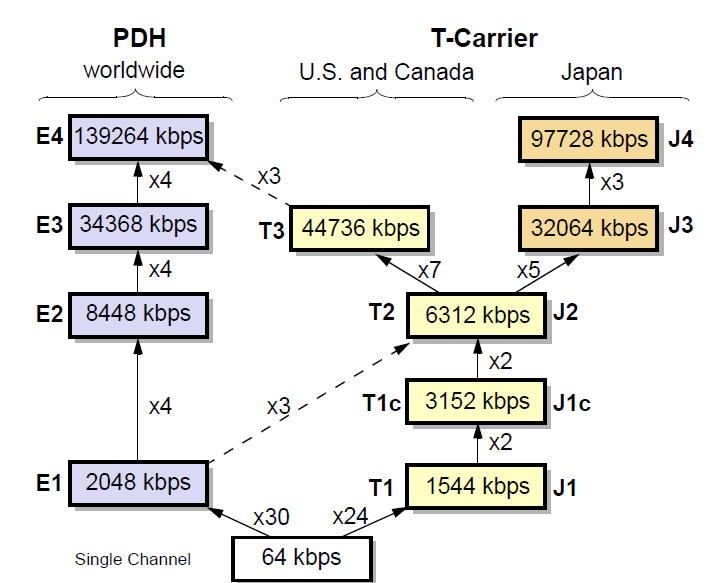 PDH
T-Carrier
worldwide
U.S. and Canada
Japan
E4
139264 kbps
97728 kbps
J4
x4
x3
x3
E3
34368 kbps
T3
44736 kbps
32064 kbps
J3
x4
x7
x5
E2
8448 kbps
T2
6312 kbps
J2
x2
x4
x3
T1c
3152 kbps
J1c
x2
E1
2048 kbps
T1
1544 kbps
J1
x30
x24
Single Channel
64 kbps